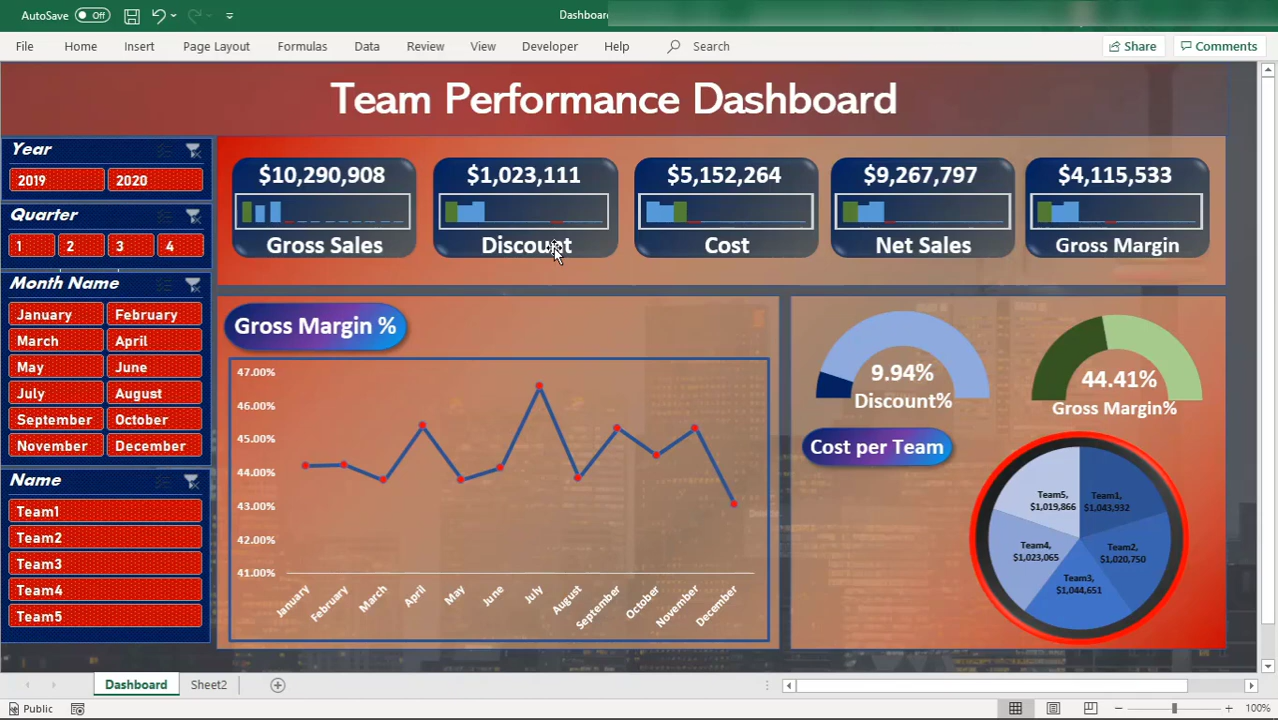 AutoSave Off
Dashboard
File Home Insert Page Layout Formulas Data Review View Developer Help Search Share Comments
Team Performance Dashboard
Year
2019 2020
Quarter
1 2 3 4
Month Name
January February
March April
May June
July August
September October
November December
Name
Team1
Team2
Team3
Team4
Team5
$10,290,908
Gross Sales
$1,023,111
Discount
$5,152,264
Cost
$9,267,797
Net Sales
$4,115,533
Gross Margin
Gross Margin %
47.00%
46.00%
45.00%
44.00%
43.00%
42.00%
41.00%
January February March April May June July August September October November December
9.94%
Discount%
44.41%
Gross Margin%
Cost per Team
Team5,
$1,019,866
Team1,
$1,043,932
Team4,
$1,023,065
Team2,
$1,020,750
Team3,
$1,044,651
Dashboard Sheet2
Public
100%